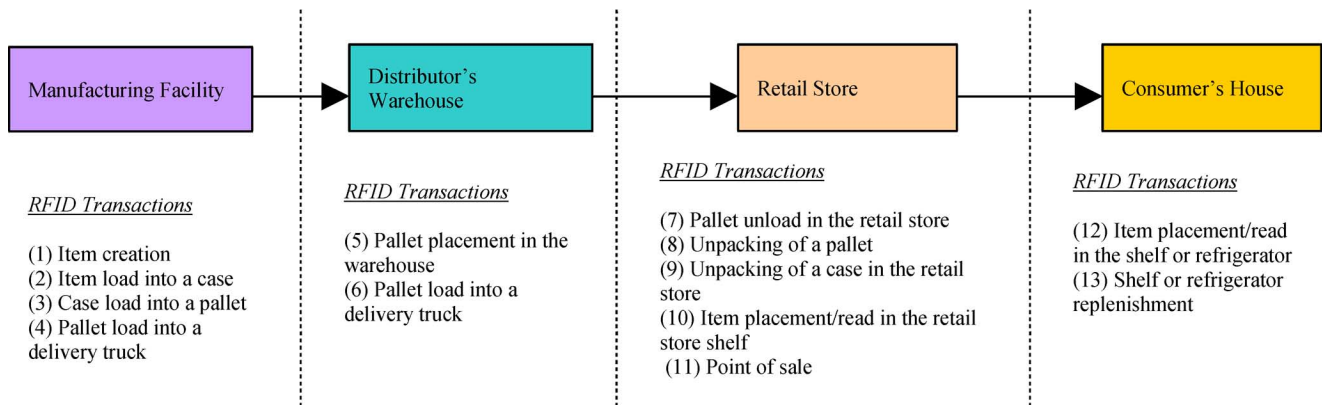 Manufacturing Facility
Distributor's
Warehouse
Retail Store
Consumer's House
RFID Transactions
(1) Item creation
(2) Item load into a case
(3) Case load into a pallet
(4) Pallet load into a
delivery truck
RFID Transactions
(5) Pallet placement in the
warehouse
(6) Pallet load into a
delivery truck
RFID Transactions
(7) Pallet unload in the retail store
(8) Unpacking of a pallet
(9) Unpacking of a case in the retail
store
(10) Item placement/read in the retail
store shelf
(11) Point of sale
RFID Transactions
(12) Item placement/read
in the shelf or refrigerator
(13) Shelf or refrigerator
replenishment